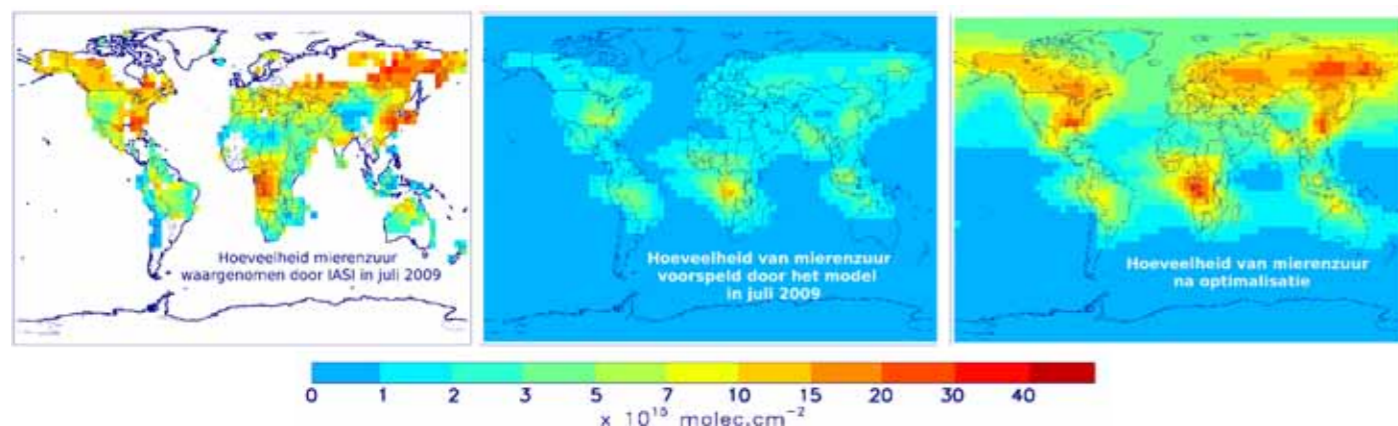 Hoeveelheid mierenzuur
waargenomen door IASI in juli 2009
Hoeveelheid van mierenzuur
voorspeld door het model
in juli 2009
Hoeveelheid van mierenzuur
na optimalisatie
0 1 2 3 5 7 10 15 20 30 40
x 10¹⁵ molec.cm⁻²